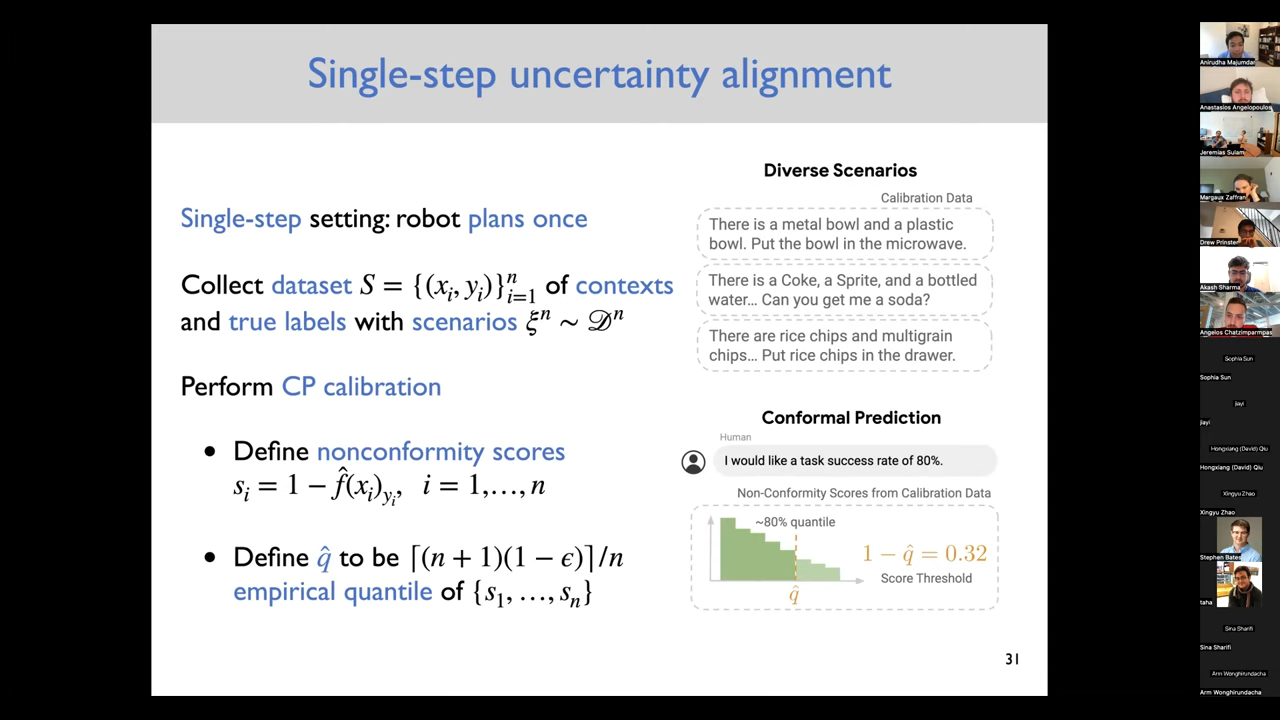 Single-step uncertainty alignment
Single-step setting: robot plans once
Collect dataset S = {(xᵢ, yᵢ)}ⁿᵢ₌₁ of contexts
and true labels with scenarios ξⁿ ∼ 𝒟ⁿ
Perform CP calibration
• Define nonconformity scores
sᵢ = 1 − f̂(xᵢ)_yᵢ, i = 1,…,n
• Define q̂ to be ⌈(n + 1)(1 − ϵ)⌉/n
empirical quantile of {s₁, …, sₙ}
Diverse Scenarios
Calibration Data
There is a metal bowl and a plastic
bowl. Put the bowl in the microwave.
There is a Coke, a Sprite, and a bottled
water... Can you get me a soda?
There are rice chips and multigrain
chips... Put rice chips in the drawer.
Conformal Prediction
Human
I would like a task success rate of 80%.
Non-Conformity Scores from Calibration Data
~80% quantile
1 − q̂ = 0.32
Score Threshold
q̂
31
Anirudha Majumdar
Anastasios Angelopoulos
Jeremias Sulam
Margaux Zaffran
Drew Prinster
Akash Sharma
Angelos Chatzimparmpas
Sophia Sun
Sophia Sun
Jiayi
Jiayi
Hongxiang (David) Qiu
Hongxiang (David) Qiu
Xingyu Zhao
Xingyu Zhao
Stephen Bates
taha
Sina Sharifi
Sina Sharifi
Arm Wonghirundacha
Arm Wonghirundacha